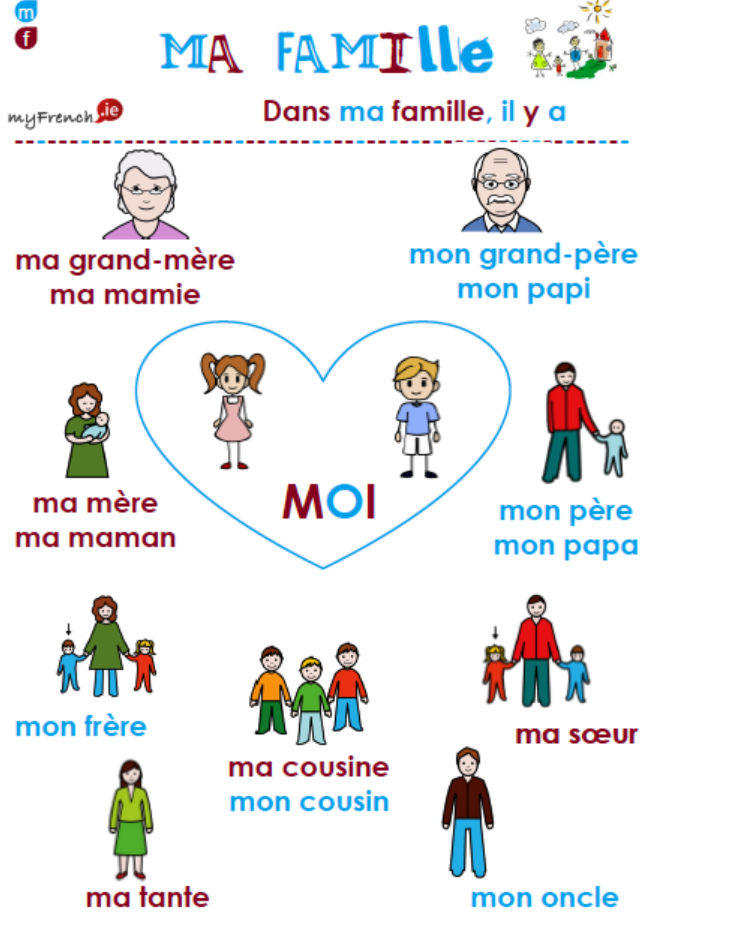 m
f
MA FAMIlle
myFrench.ie
Dans ma famille, il y a
ma grand-mère
ma mamie
mon grand-père
mon papi
MOI
ma mère
ma maman
mon père
mon papa
mon frère
ma sœur
ma cousine
mon cousin
ma tante
mon oncle